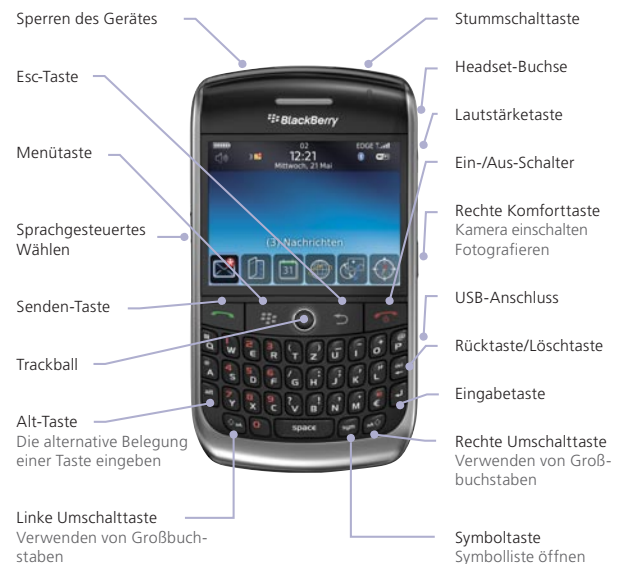 Sperren des Gerätes
Esc-Taste
Menütaste
Sprachgesteuertes
Wählen
Senden-Taste
Trackball
Alt-Taste
Die alternative Belegung
einer Taste eingeben
Linke Umschalttaste
Verwenden von Großbuch-
staben
Stummschalttaste
Headset-Buchse
Lautstärketaste
Ein-/Aus-Schalter
Rechte Komforttaste
Kamera einschalten
Fotografieren
USB-Anschluss
Rücktaste/Löschtaste
Eingabetaste
Rechte Umschalttaste
Verwenden von Groß-
buchstaben
Symboltaste
Symbolliste öffnen
BlackBerry
02
EDGE
12:21
Mittwoch, 21 Mai
(3) Nachrichten
31
Q W E R T Z U I O P
A S D F G H J K L
Y X C V B N M
0 space sym